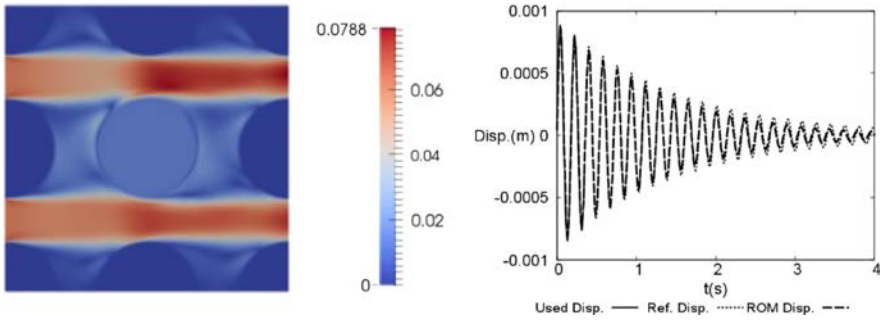 0.0788
0.06
0.04
0.02
0
0.001
0.0005
Disp.(m) 0
-0.0005
-0.001
0 1 2 3 4
t(s)
Used Disp. Ref. Disp. ROM Disp.